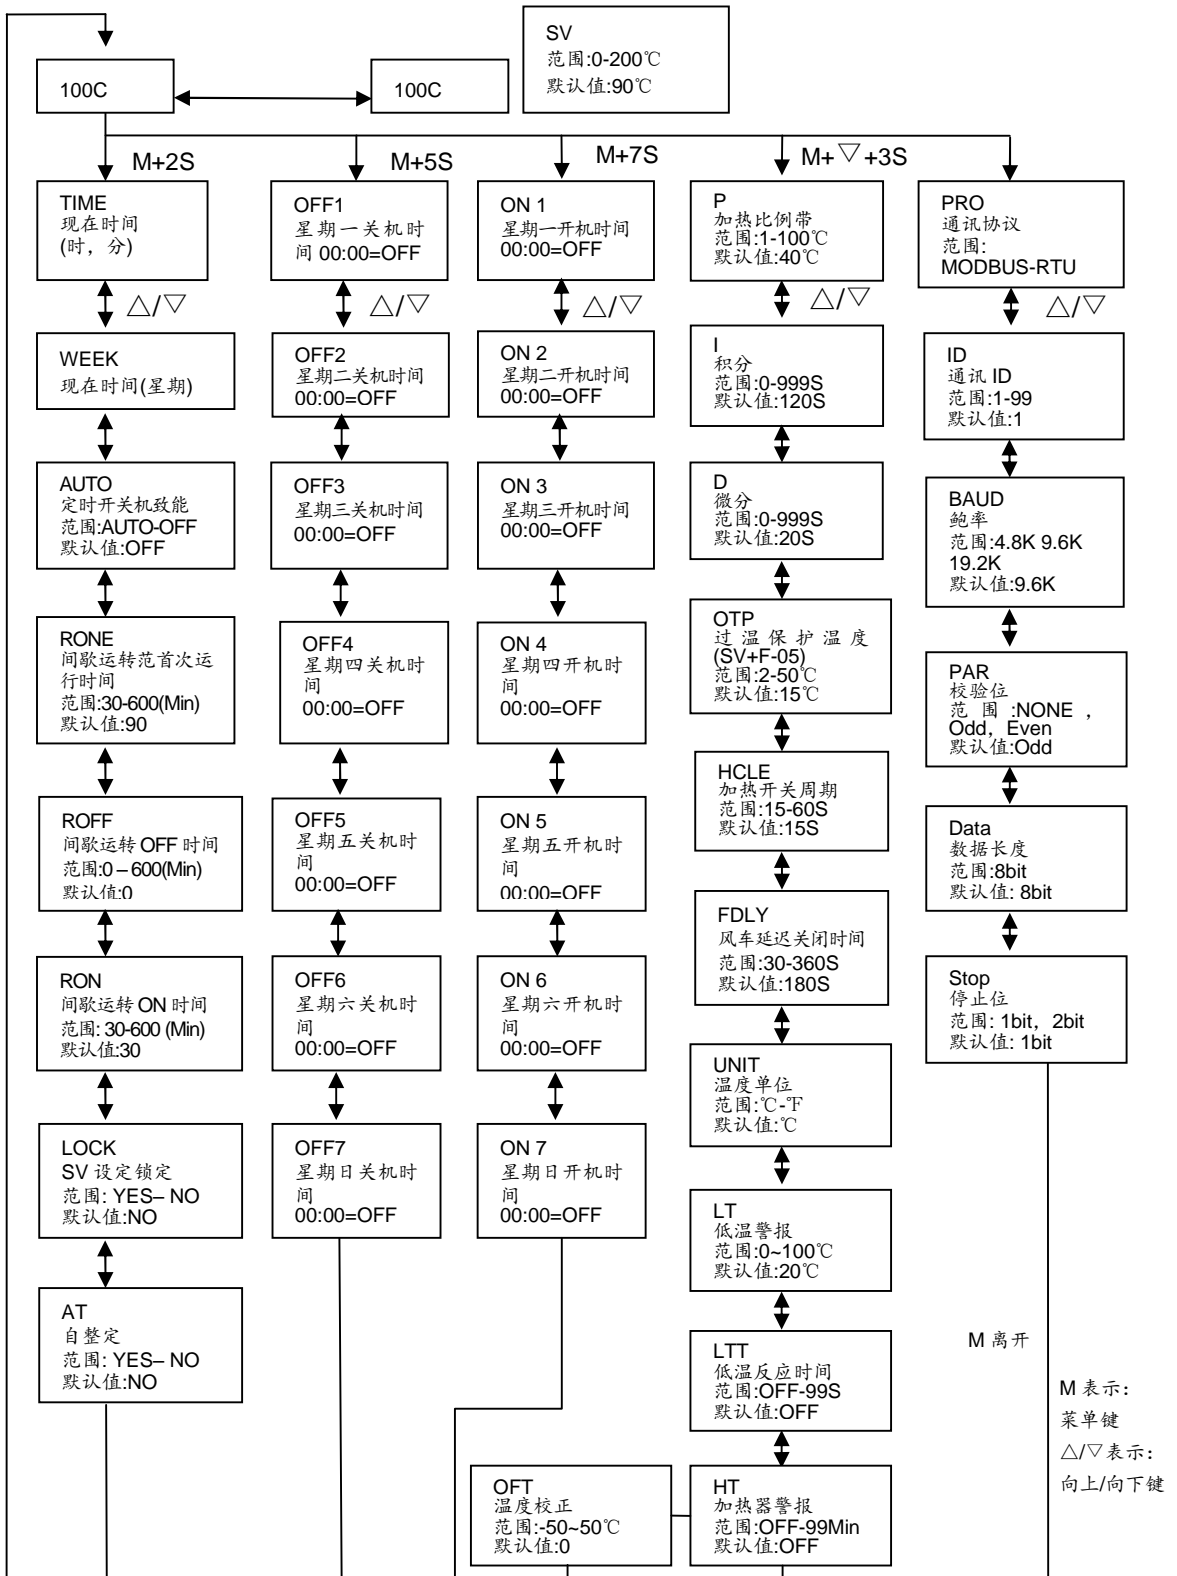 SV
范围:0-200℃
默认值:90℃
100C
100C
M+2S
M+5S
M+7S
M+▽+3S
TIME
现在时间
(时，分)
△/▽
WEEK
现在时间(星期)
AUTO
定时开关机致能
范围:AUTO-OFF
默认值:OFF
RONE
间歇运转范首次运
行时间
范围:30-600(Min)
默认值:90
ROFF
间歇运转 OFF 时间
范围:0 – 600(Min)
默认值:0
RON
间歇运转 ON 时间
范围: 30-600 (Min)
默认值:30
LOCK
SV 设定锁定
范围: YES– NO
默认值:NO
AT
自整定
范围: YES– NO
默认值:NO
OFF1
星期一关机时
间 00:00=OFF
△/▽
OFF2
星期二关机时间
00:00=OFF
OFF3
星期三关机时间
00:00=OFF
OFF4
星期四关机时
间
00:00=OFF
OFF5
星期五关机时
间
00:00=OFF
OFF6
星期六关机时
间
00:00=OFF
OFF7
星期日关机时
间
00:00=OFF
ON 1
星期一开机时间
00:00=OFF
△/▽
ON 2
星期二开机时间
00:00=OFF
ON 3
星期三开机时间
00:00=OFF
ON 4
星期四开机时
间
00:00=OFF
ON 5
星期五开机时
间
00:00=OFF
ON 6
星期六开机时
间
00:00=OFF
ON 7
星期日开机时
间
00:00=OFF
P
加热比例带
范围:1-100℃
默认值:40℃
△/▽
I
积分
范围:0-999S
默认值:120S
D
微分
范围:0-999S
默认值:20S
OTP
过温保护温度
(SV+F-05)
范围:2-50℃
默认值:15℃
HCLE
加热开关周期
范围:15-60S
默认值:15S
FDLY
风车延迟关闭时间
范围:30-360S
默认值:180S
UNIT
温度单位
范围:℃-℉
默认值:℃
LT
低温警报
范围:0~100℃
默认值:20℃
LTT
低温反应时间
范围:OFF-99S
默认值:OFF
HT
加热器警报
范围:OFF-99Min
默认值:OFF
OFT
温度校正
范围:-50~50℃
默认值:0
PRO
通讯协议
范围:
MODBUS-RTU
△/▽
ID
通讯 ID
范围:1-99
默认值:1
BAUD
鲍率
范围:4.8K 9.6K
19.2K
默认值:9.6K
PAR
校验位
范围:NONE，
Odd，Even
默认值:Odd
Data
数据长度
范围:8bit
默认值: 8bit
Stop
停止位
范围: 1bit，2bit
默认值: 1bit
M 离开
M 表示：
菜单键
△/▽表示：
向上/向下键